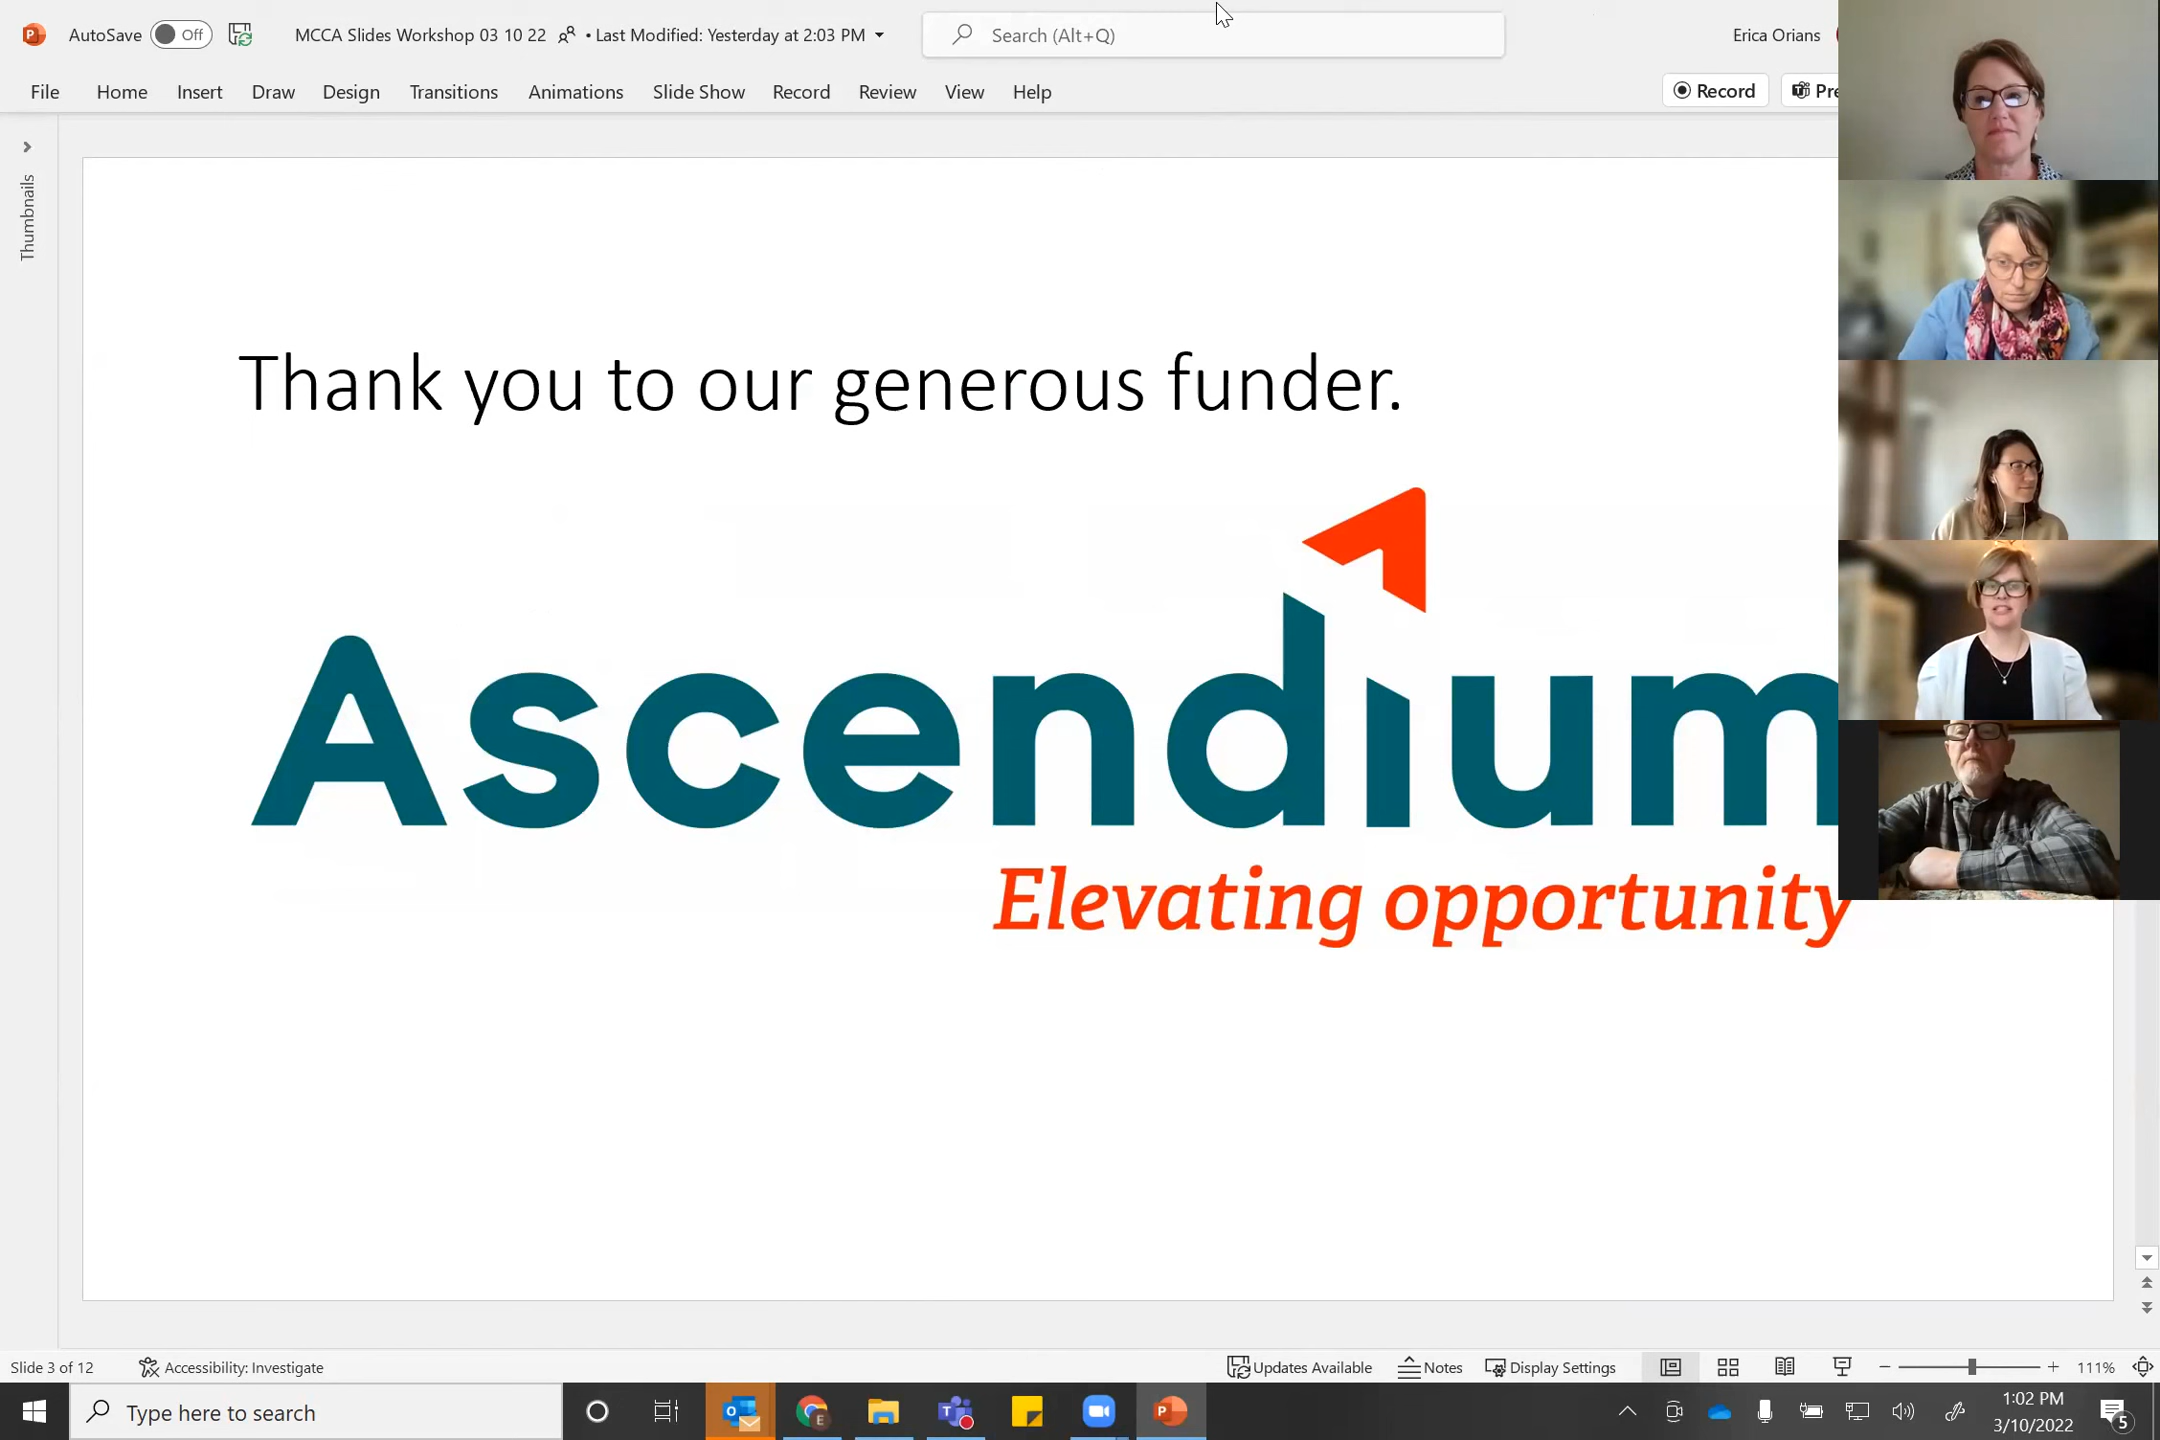 AutoSave Off MCCA Slides Workshop 03 10 22 • Last Modified: Yesterday at 2:03 PM Search (Alt+Q) Erica Orians
File Home Insert Draw Design Transitions Animations Slide Show Record Review View Help Record Pre
Thumbnails
Thank you to our generous funder.
Ascendium
Elevating opportunity
Slide 3 of 12 Accessibility: Investigate Updates Available Notes Display Settings 111%
Type here to search
1:02 PM
3/10/2022
5